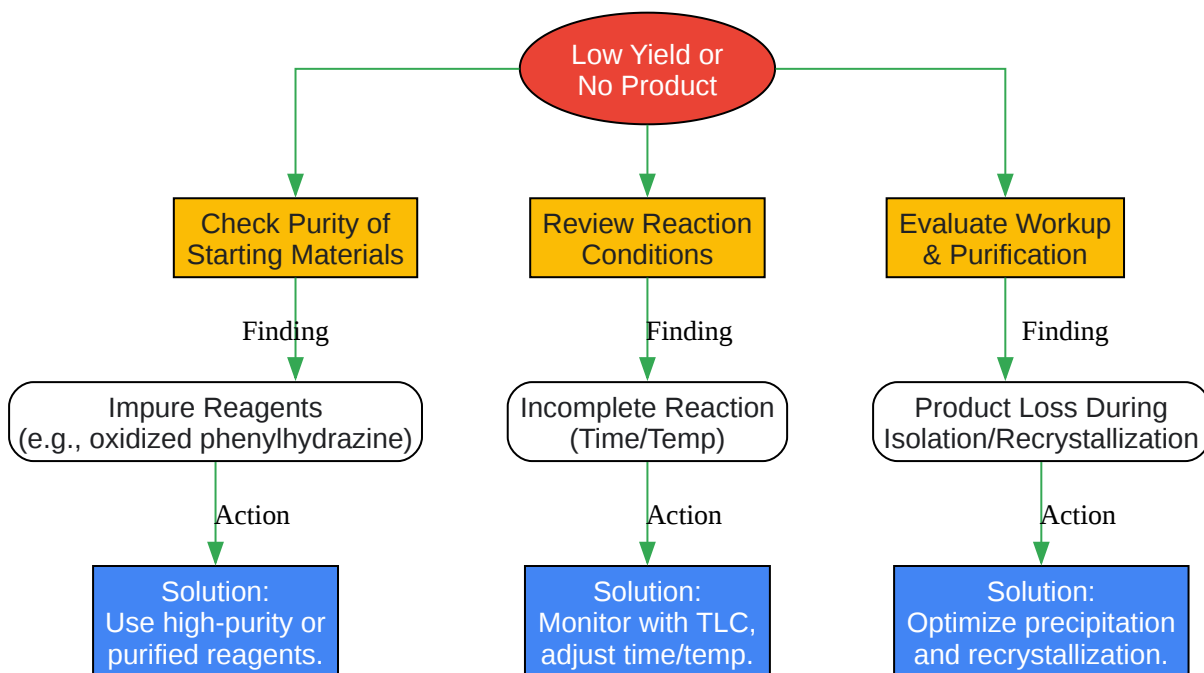 Low Yield or
No Product
Check Purity of
Starting Materials
Review Reaction
Conditions
Evaluate Workup
& Purification
Finding
Finding
Finding
Impure Reagents
(e.g., oxidized phenylhydrazine)
Incomplete Reaction
(Time/Temp)
Product Loss During
Isolation/Recrystallization
Action
Action
Action
Solution:
Use high-purity or
purified reagents.
Solution:
Monitor with TLC,
adjust time/temp.
Solution:
Optimize precipitation
and recrystallization.